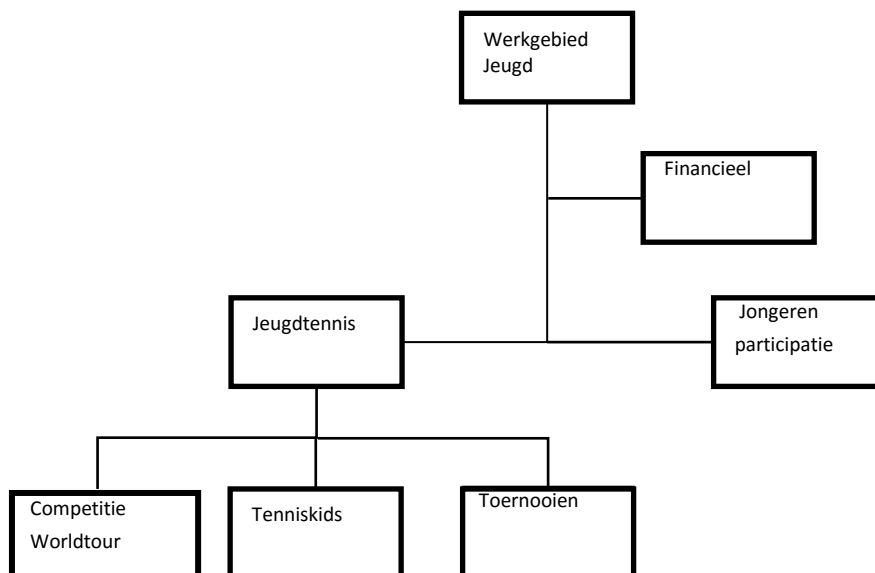 Werkgebied
Jeugd
Financieel
Jeugdtennis
Jongeren
participatie
Competitie
Worldtour
Tenniskids
Toernooien